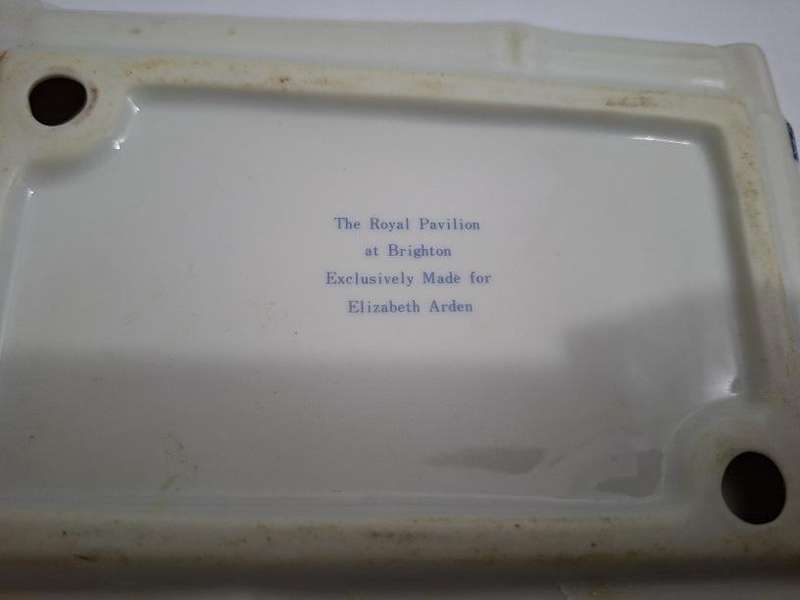 The Royal Pavilion
at Brighton
Exclusively Made for
Elizabeth Arden